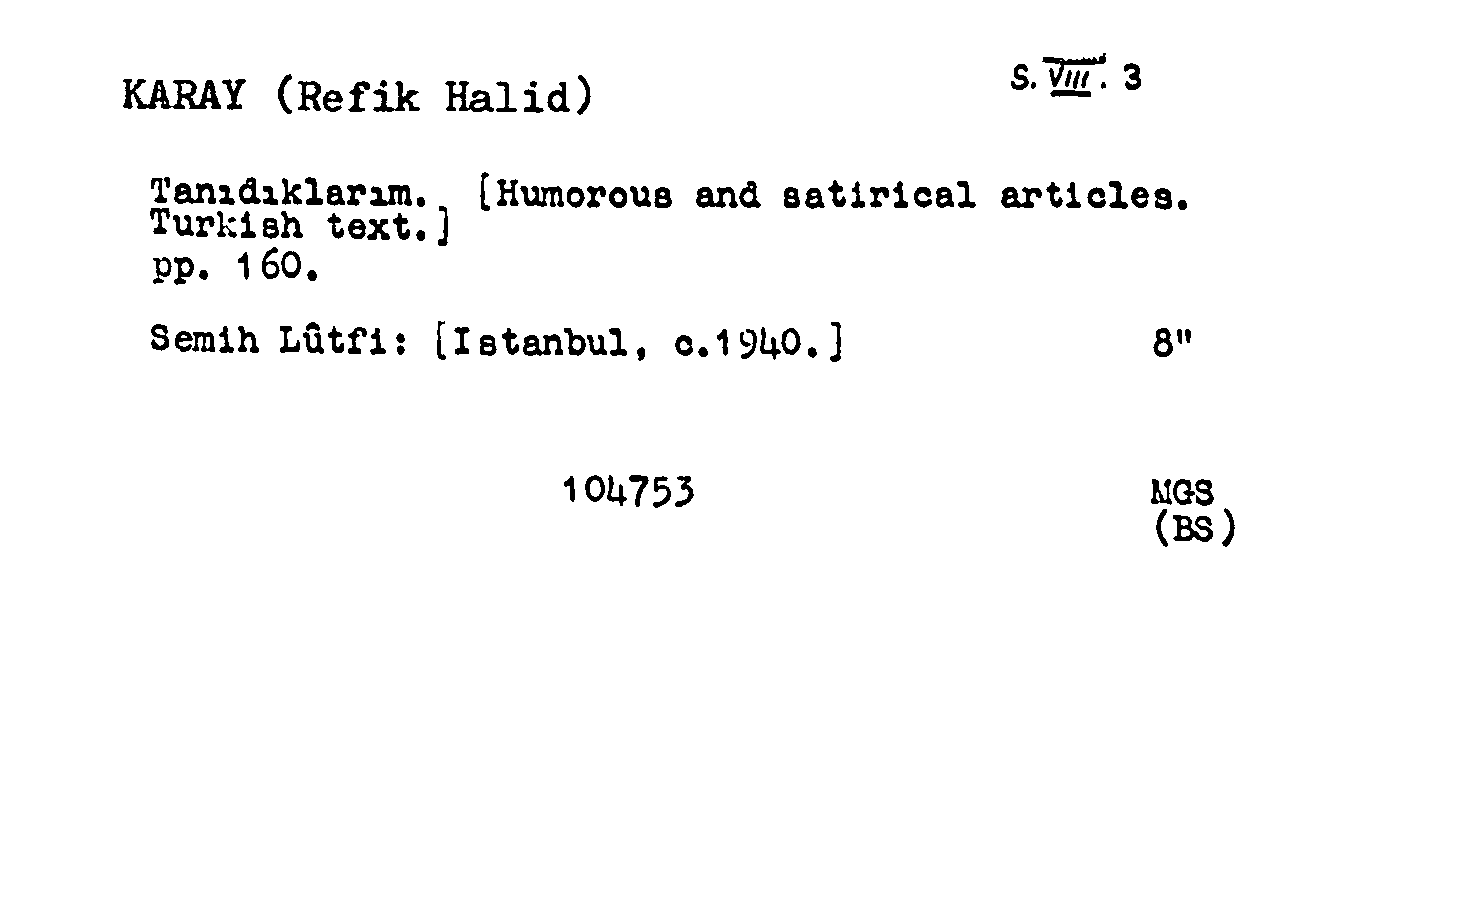 KARAY (Refik Halid)
S. VIII. 3
Tanıdıklarım. [Humorous and satirical articles.
Turkish text.]
pp. 160.
Semih Lûtfi: [Istanbul, c.1940.]
8"
104753
MGS
(BS)